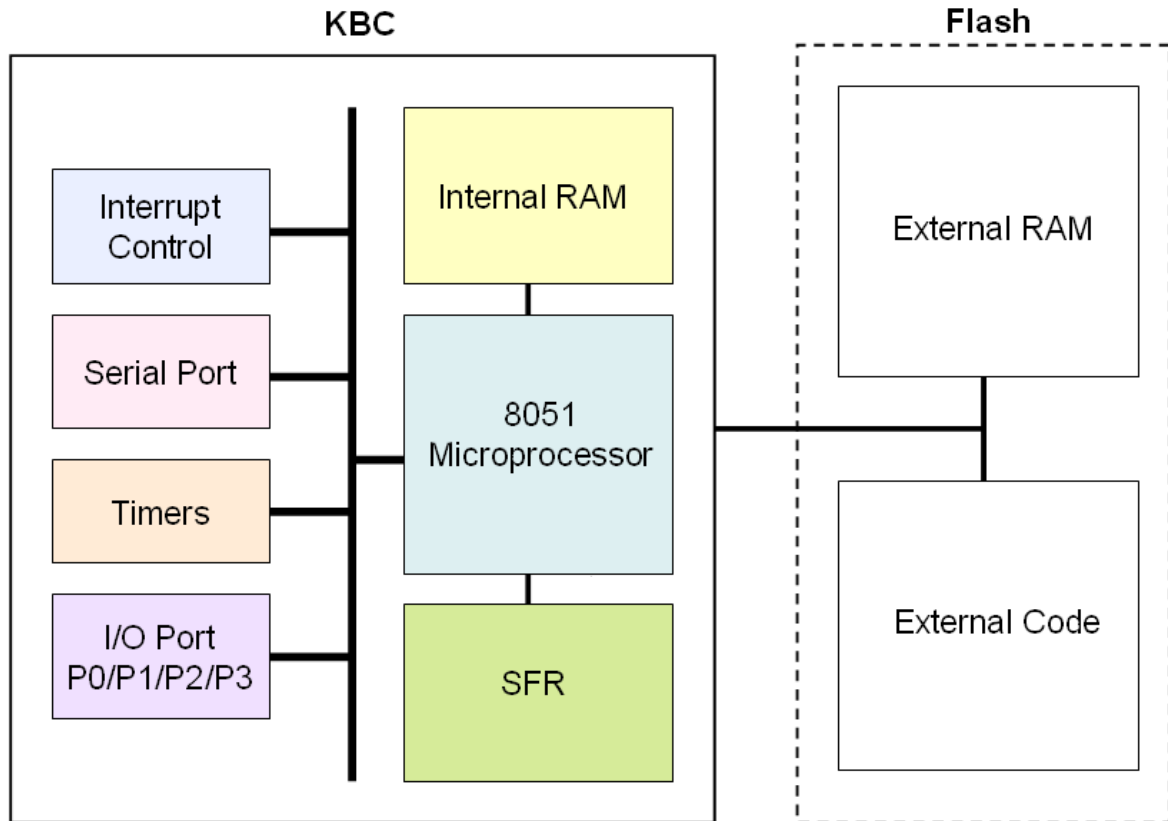 KBC
Flash
Interrupt
Control
Serial Port
Timers
I/O Port
P0/P1/P2/P3
Internal RAM
8051
Microprocessor
SFR
External RAM
External Code